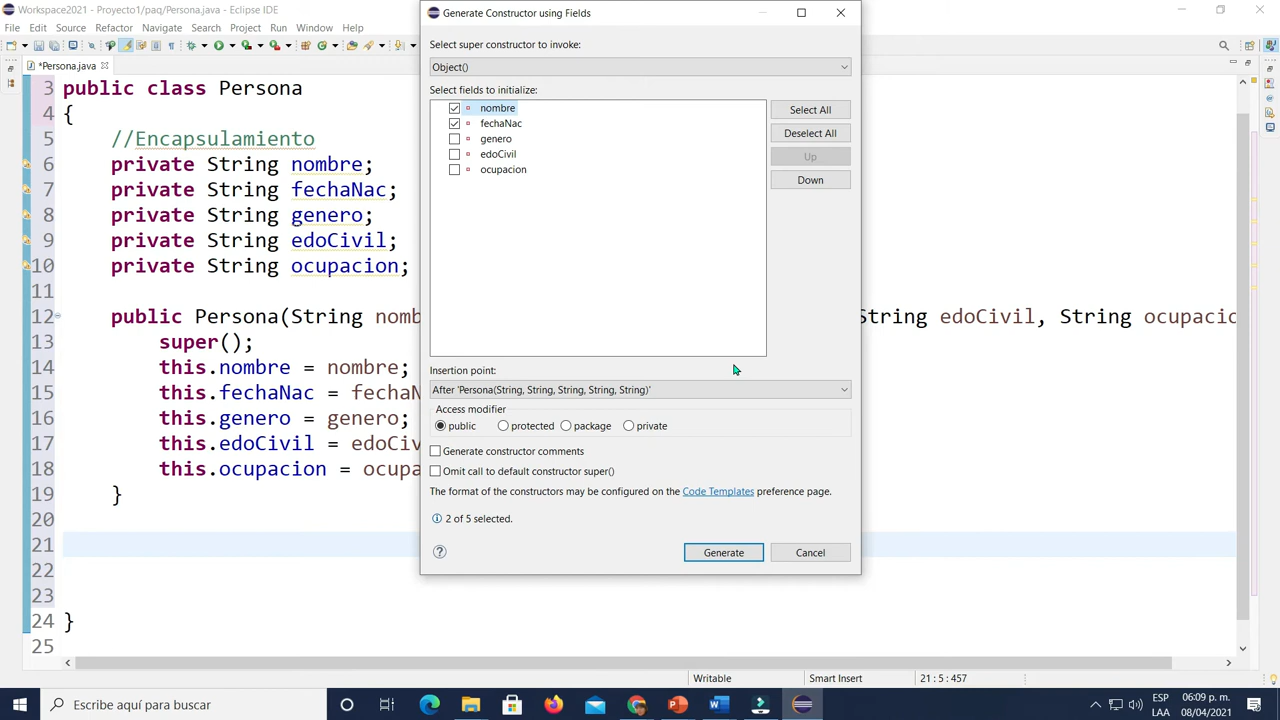 Workspace2021 - Proyecto1/paq/Persona.java - Eclipse IDE
File Edit Source Refactor Navigate Search Project Run Window Help
*Persona.java
3 public class Persona
4 {
5 //Encapsulamiento
6 private String nombre;
7 private String fechaNac;
8 private String genero;
9 private String edoCivil;
10 private String ocupacion;
11
12 public Persona(String nomb String edoCivil, String ocupacio
13 super();
14 this.nombre = nombre;
15 this.fechaNac = fechaN
16 this.genero = genero;
17 this.edoCivil = edoCiv
18 this.ocupacion = ocupa
19 }
20
21
22
23
24 }
25
Generate Constructor using Fields
Select super constructor to invoke:
Object()
Select fields to initialize:
nombre
fechaNac
genero
edoCivil
ocupacion
Select All
Deselect All
Up
Down
Insertion point:
After 'Persona(String, String, String, String, String)'
Access modifier
public protected package private
Generate constructor comments
Omit call to default constructor super()
The format of the constructors may be configured on the Code Templates preference page.
2 of 5 selected.
Generate Cancel
Writable Smart Insert 21 : 5 : 457
Escribe aquí para buscar
ESP
LAA
06:09 p. m.
08/04/2021